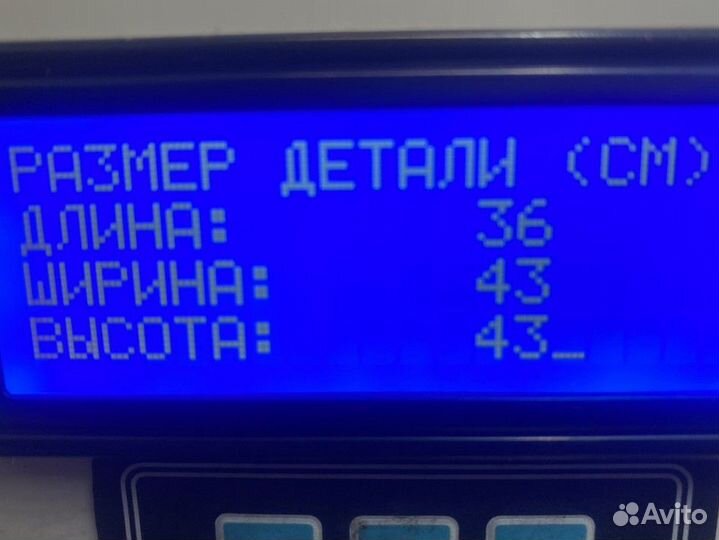 РАЗМЕР ДЕТАЛИ (СМ)
ДЛИНА: 36
ШИРИНА: 43
ВЫСОТА: 43_
Avito